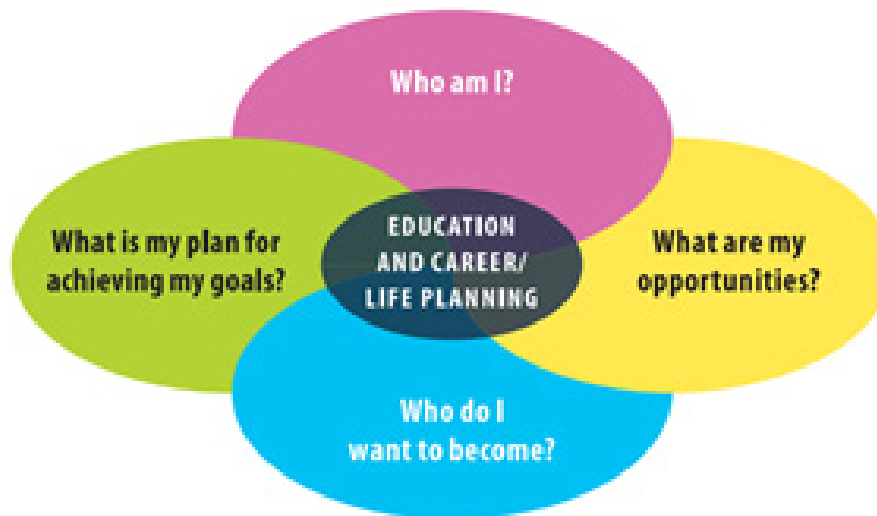 Who am I?
What is my plan for
achieving my goals?
EDUCATION
AND CAREER/
LIFE PLANNING
What are my
opportunities?
Who do I
want to become?